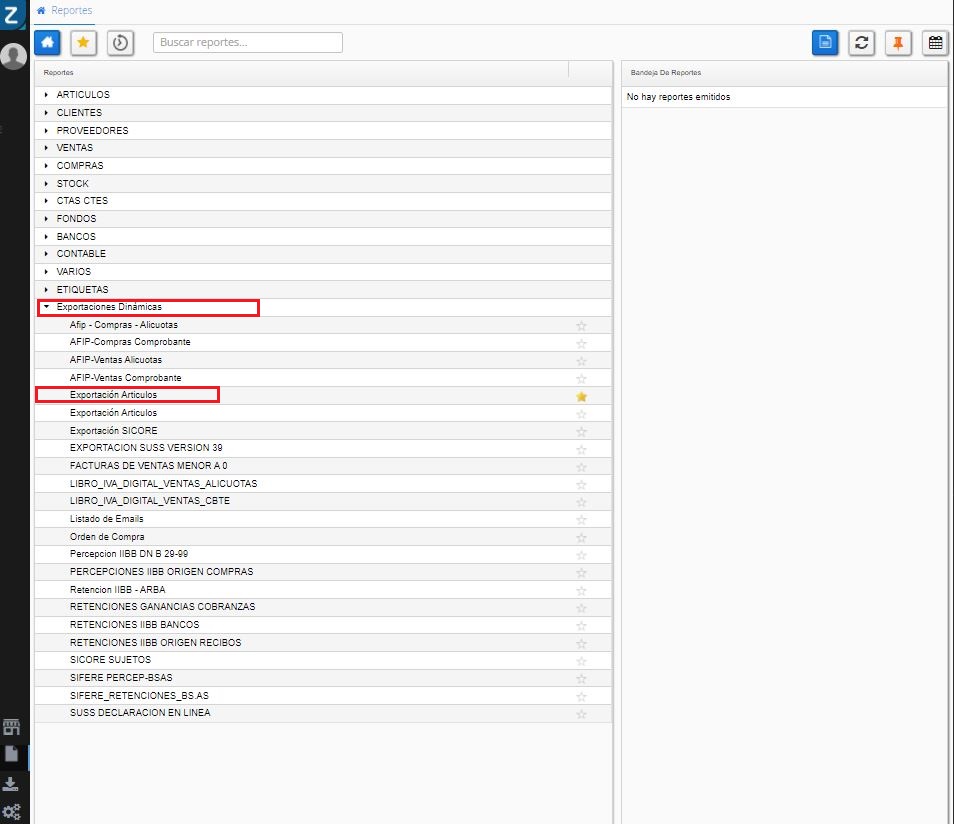 Z
Reportes
Buscar reportes...
Reportes
Bandeja De Reportes
No hay reportes emitidos
ARTICULOS
CLIENTES
PROVEEDORES
VENTAS
COMPRAS
STOCK
CTAS CTES
FONDOS
BANCOS
CONTABLE
VARIOS
ETIQUETAS
Exportaciones Dinámicas
Afip - Compras - Alicuotas
AFIP-Compras Comprobante
AFIP-Ventas Alicuotas
AFIP-Ventas Comprobante
Exportación Articulos
Exportación Articulos
Exportación SICORE
EXPORTACION SUSS VERSION 39
FACTURAS DE VENTAS MENOR A 0
LIBRO_IVA_DIGITAL_VENTAS_ALICUOTAS
LIBRO_IVA_DIGITAL_VENTAS_CBTE
Listado de Emails
Orden de Compra
Percepcion IIBB DN B 29-99
PERCEPCIONES IIBB ORIGEN COMPRAS
Retencion IIBB - ARBA
RETENCIONES GANANCIAS COBRANZAS
RETENCIONES IIBB BANCOS
RETENCIONES IIBB ORIGEN RECIBOS
SICORE SUJETOS
SIFERE PERCEP-BSAS
SIFERE_RETENCIONES_BS.AS
SUSS DECLARACION EN LINEA